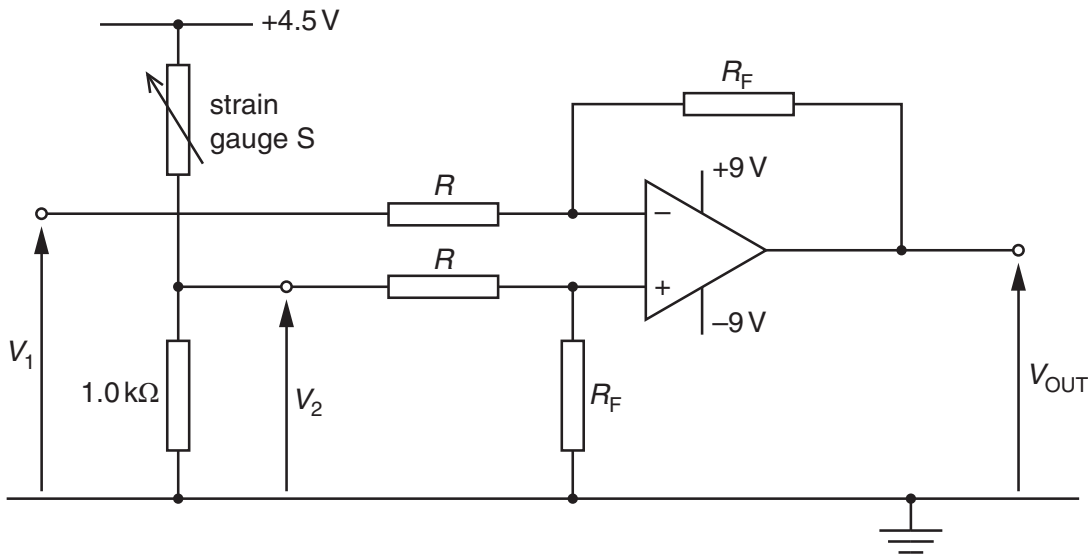 +4.5 V
strain
gauge S
R_F
+9 V
R
–
R
+
–9 V
V_1
1.0 kΩ
V_2
R_F
V_OUT